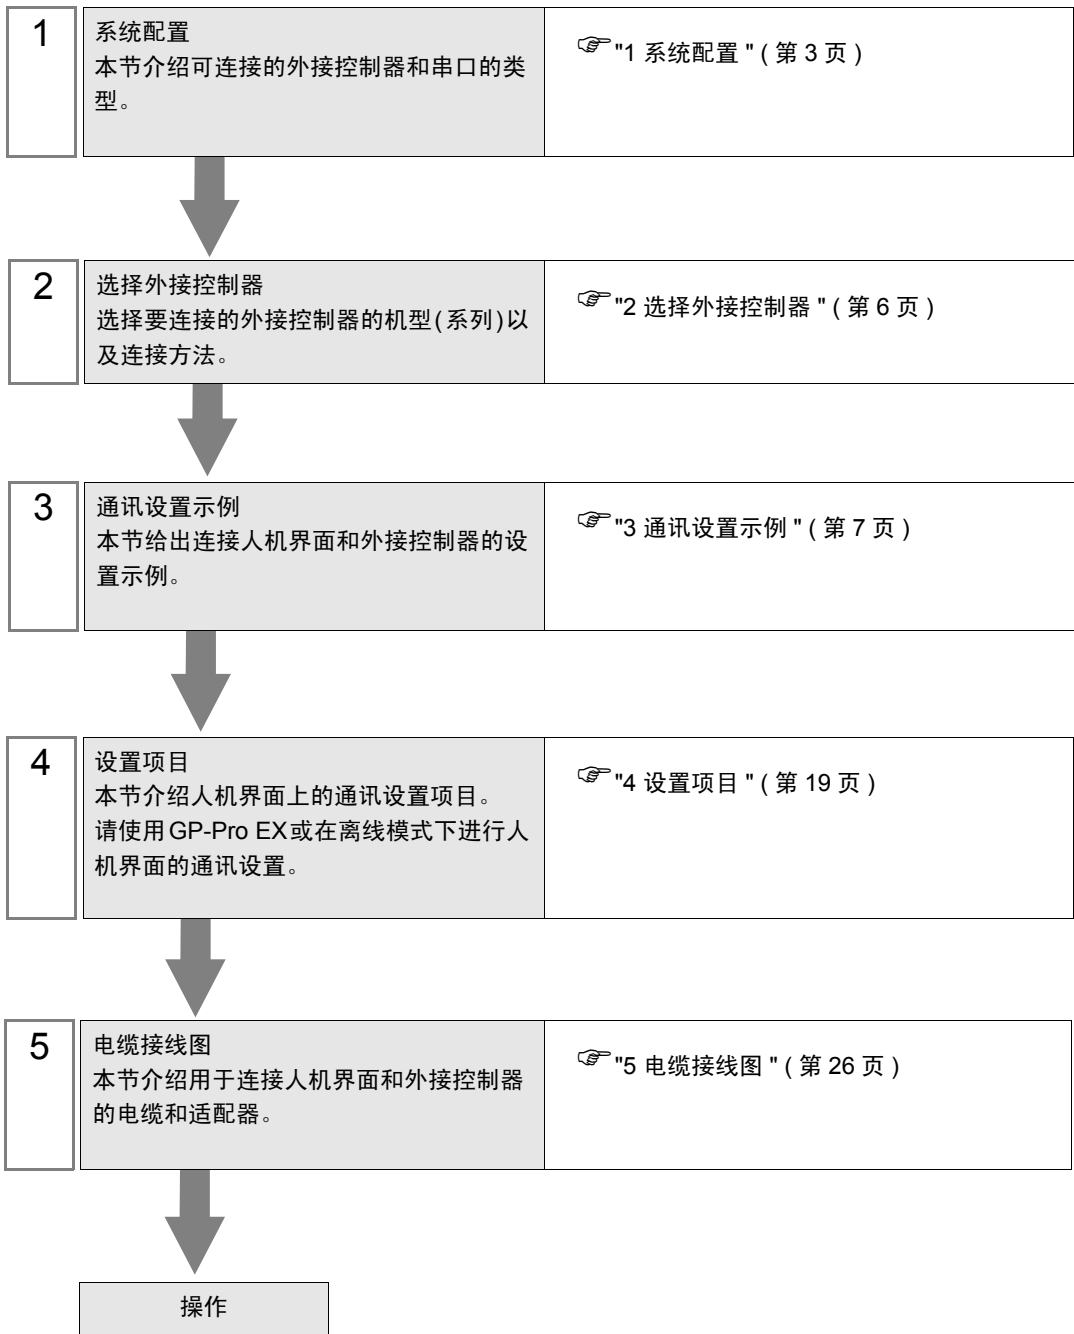 1
系统配置
本节介绍可连接的外接控制器和串口的类
型。
☞"1 系统配置 " ( 第 3 页 )
2
选择外接控制器
选择要连接的外接控制器的机型(系列)以
及连接方法。
☞"2 选择外接控制器 " ( 第 6 页 )
3
通讯设置示例
本节给出连接人机界面和外接控制器的设
置示例。
☞"3 通讯设置示例 " ( 第 7 页 )
4
设置项目
本节介绍人机界面上的通讯设置项目。
请使用GP-Pro EX或在离线模式下进行人
机界面的通讯设置。
☞"4 设置项目 " ( 第 19 页 )
5
电缆接线图
本节介绍用于连接人机界面和外接控制器
的电缆和适配器。
☞"5 电缆接线图 " ( 第 26 页 )
操作